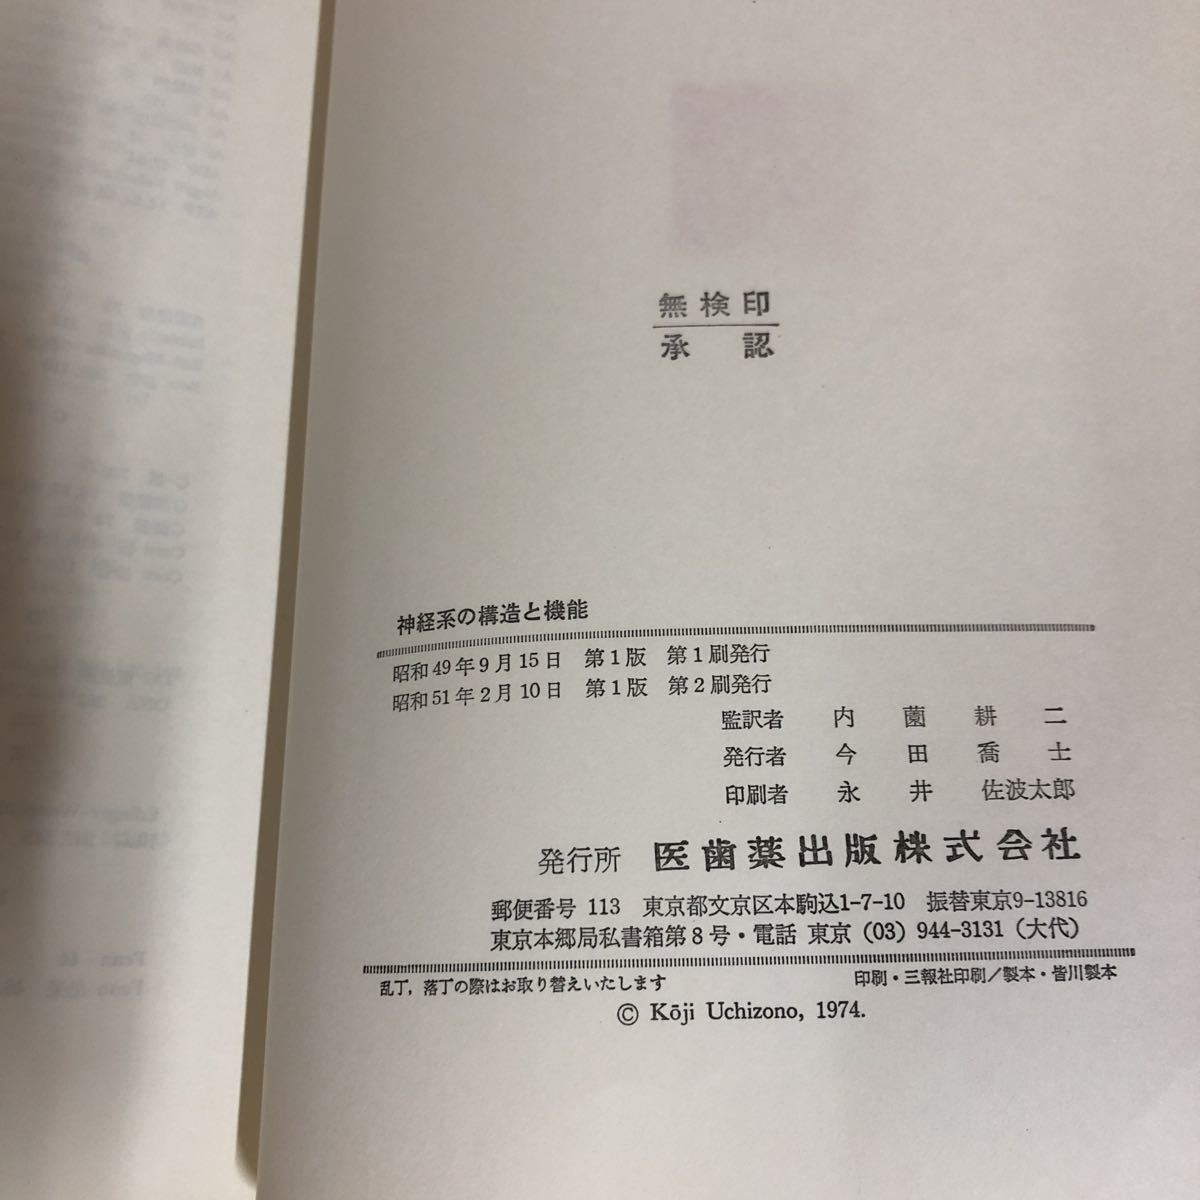 無検印
承認
神経系の構造と機能
昭和49年9月15日 第1版 第1刷発行
昭和51年2月10日 第1版 第2刷発行
監訳者 内薗耕二
発行者 今田喬士
印刷者 永井佐波太郎
発行所 医歯薬出版株式会社
郵便番号 113 東京都文京区本駒込1-7-10 振替東京9-13816
東京本郷局私書箱第8号・電話 東京 (03) 944-3131 (大代)
乱丁,落丁の際はお取り替えいたします 印刷・三報社印刷/製本・皆川製本
© Kōji Uchizono, 1974.